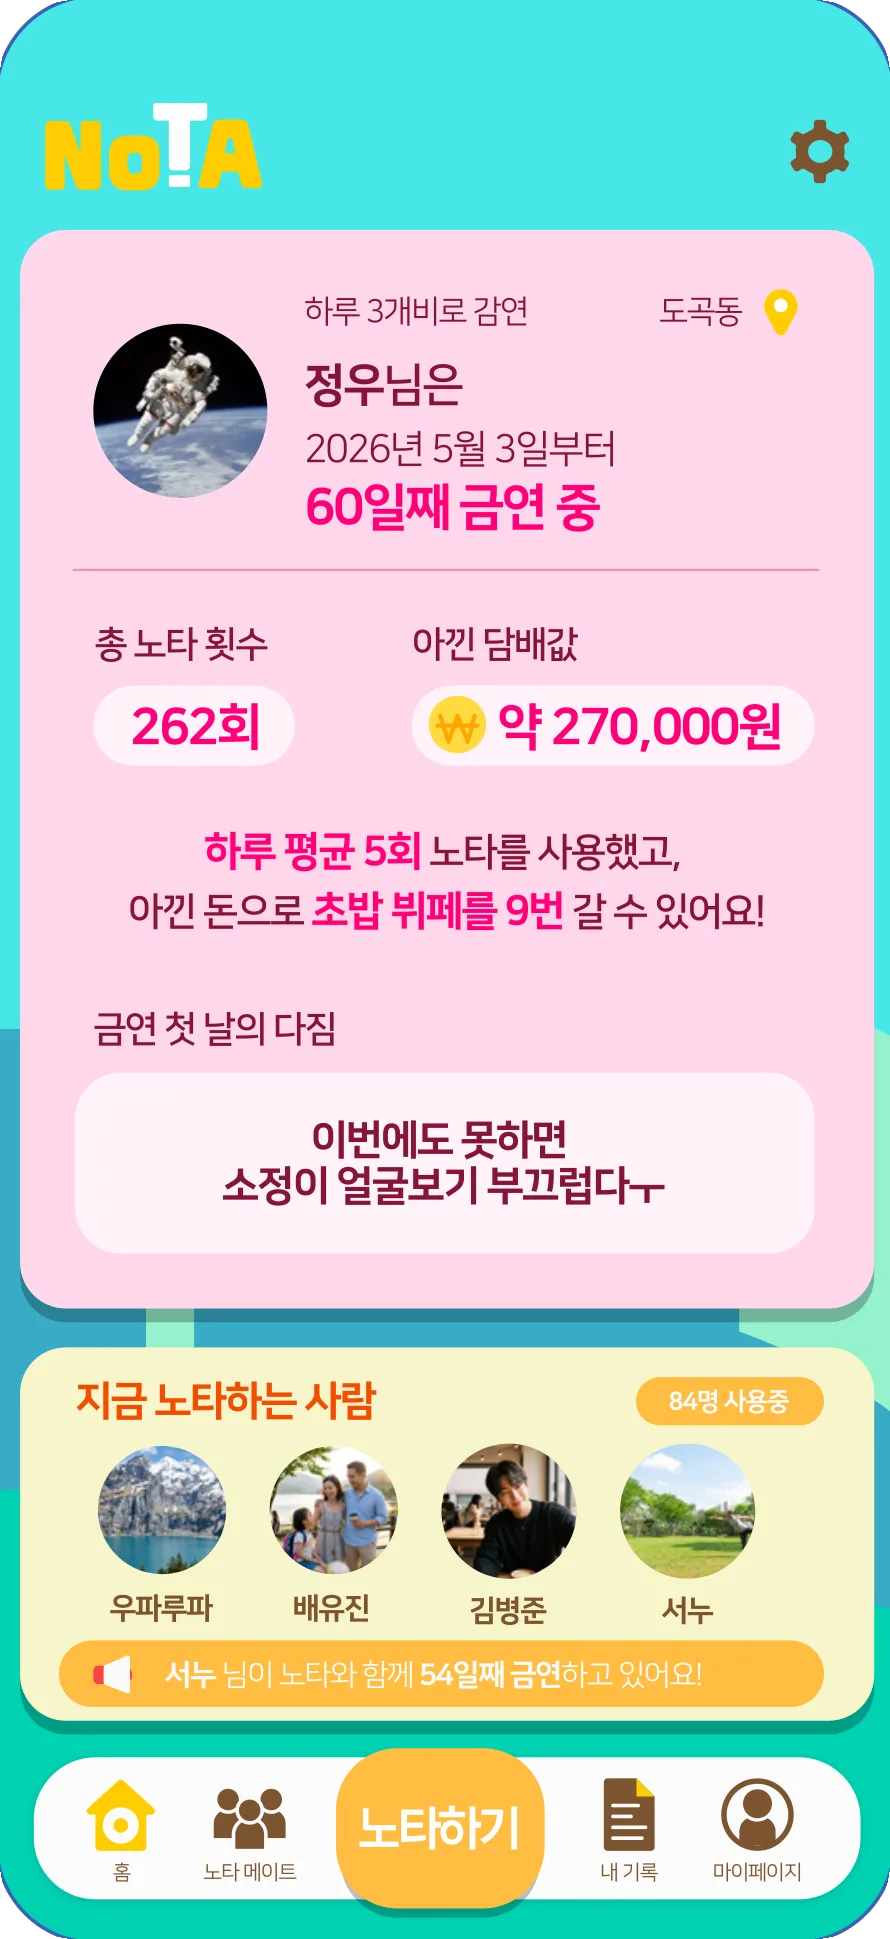 NoTA
하루 3개비로 감연
도곡동
정우님은
2026년 5월 3일부터
60일째 금연 중
총 노타 횟수
아낀 담배값
262회
₩ 약 270,000원
하루 평균 5회 노타를 사용했고,
아낀 돈으로 초밥 뷔페를 9번 갈 수 있어요!
금연 첫 날의 다짐
이번에도 못하면
소정이 얼굴보기 부끄럽다ㅜ
지금 노타하는 사람
84명 사용중
우파루파
배유진
김병준
서누
서누 님이 노타와 함께 54일째 금연하고 있어요!
홈
노타 메이트
노타하기
내 기록
마이페이지